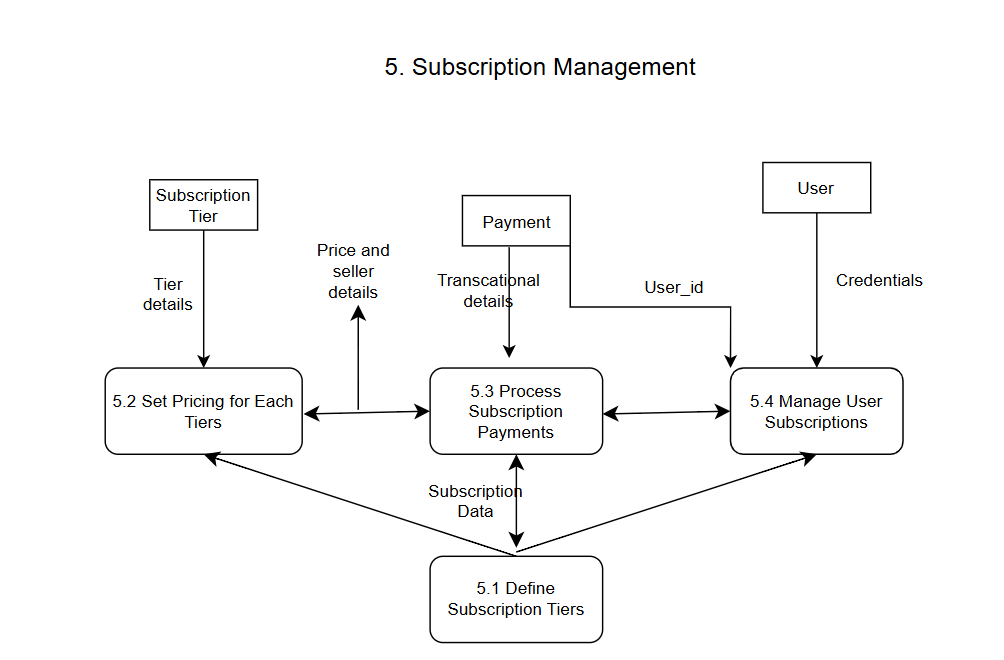 5. Subscription Management
Subscription
Tier
Payment
User
Price and
seller
details
Tier
details
Transcational
details
User_id
Credentials
5.2 Set Pricing for Each
Tiers
5.3 Process
Subscription
Payments
5.4 Manage User
Subscriptions
Subscription
Data
5.1 Define
Subscription Tiers